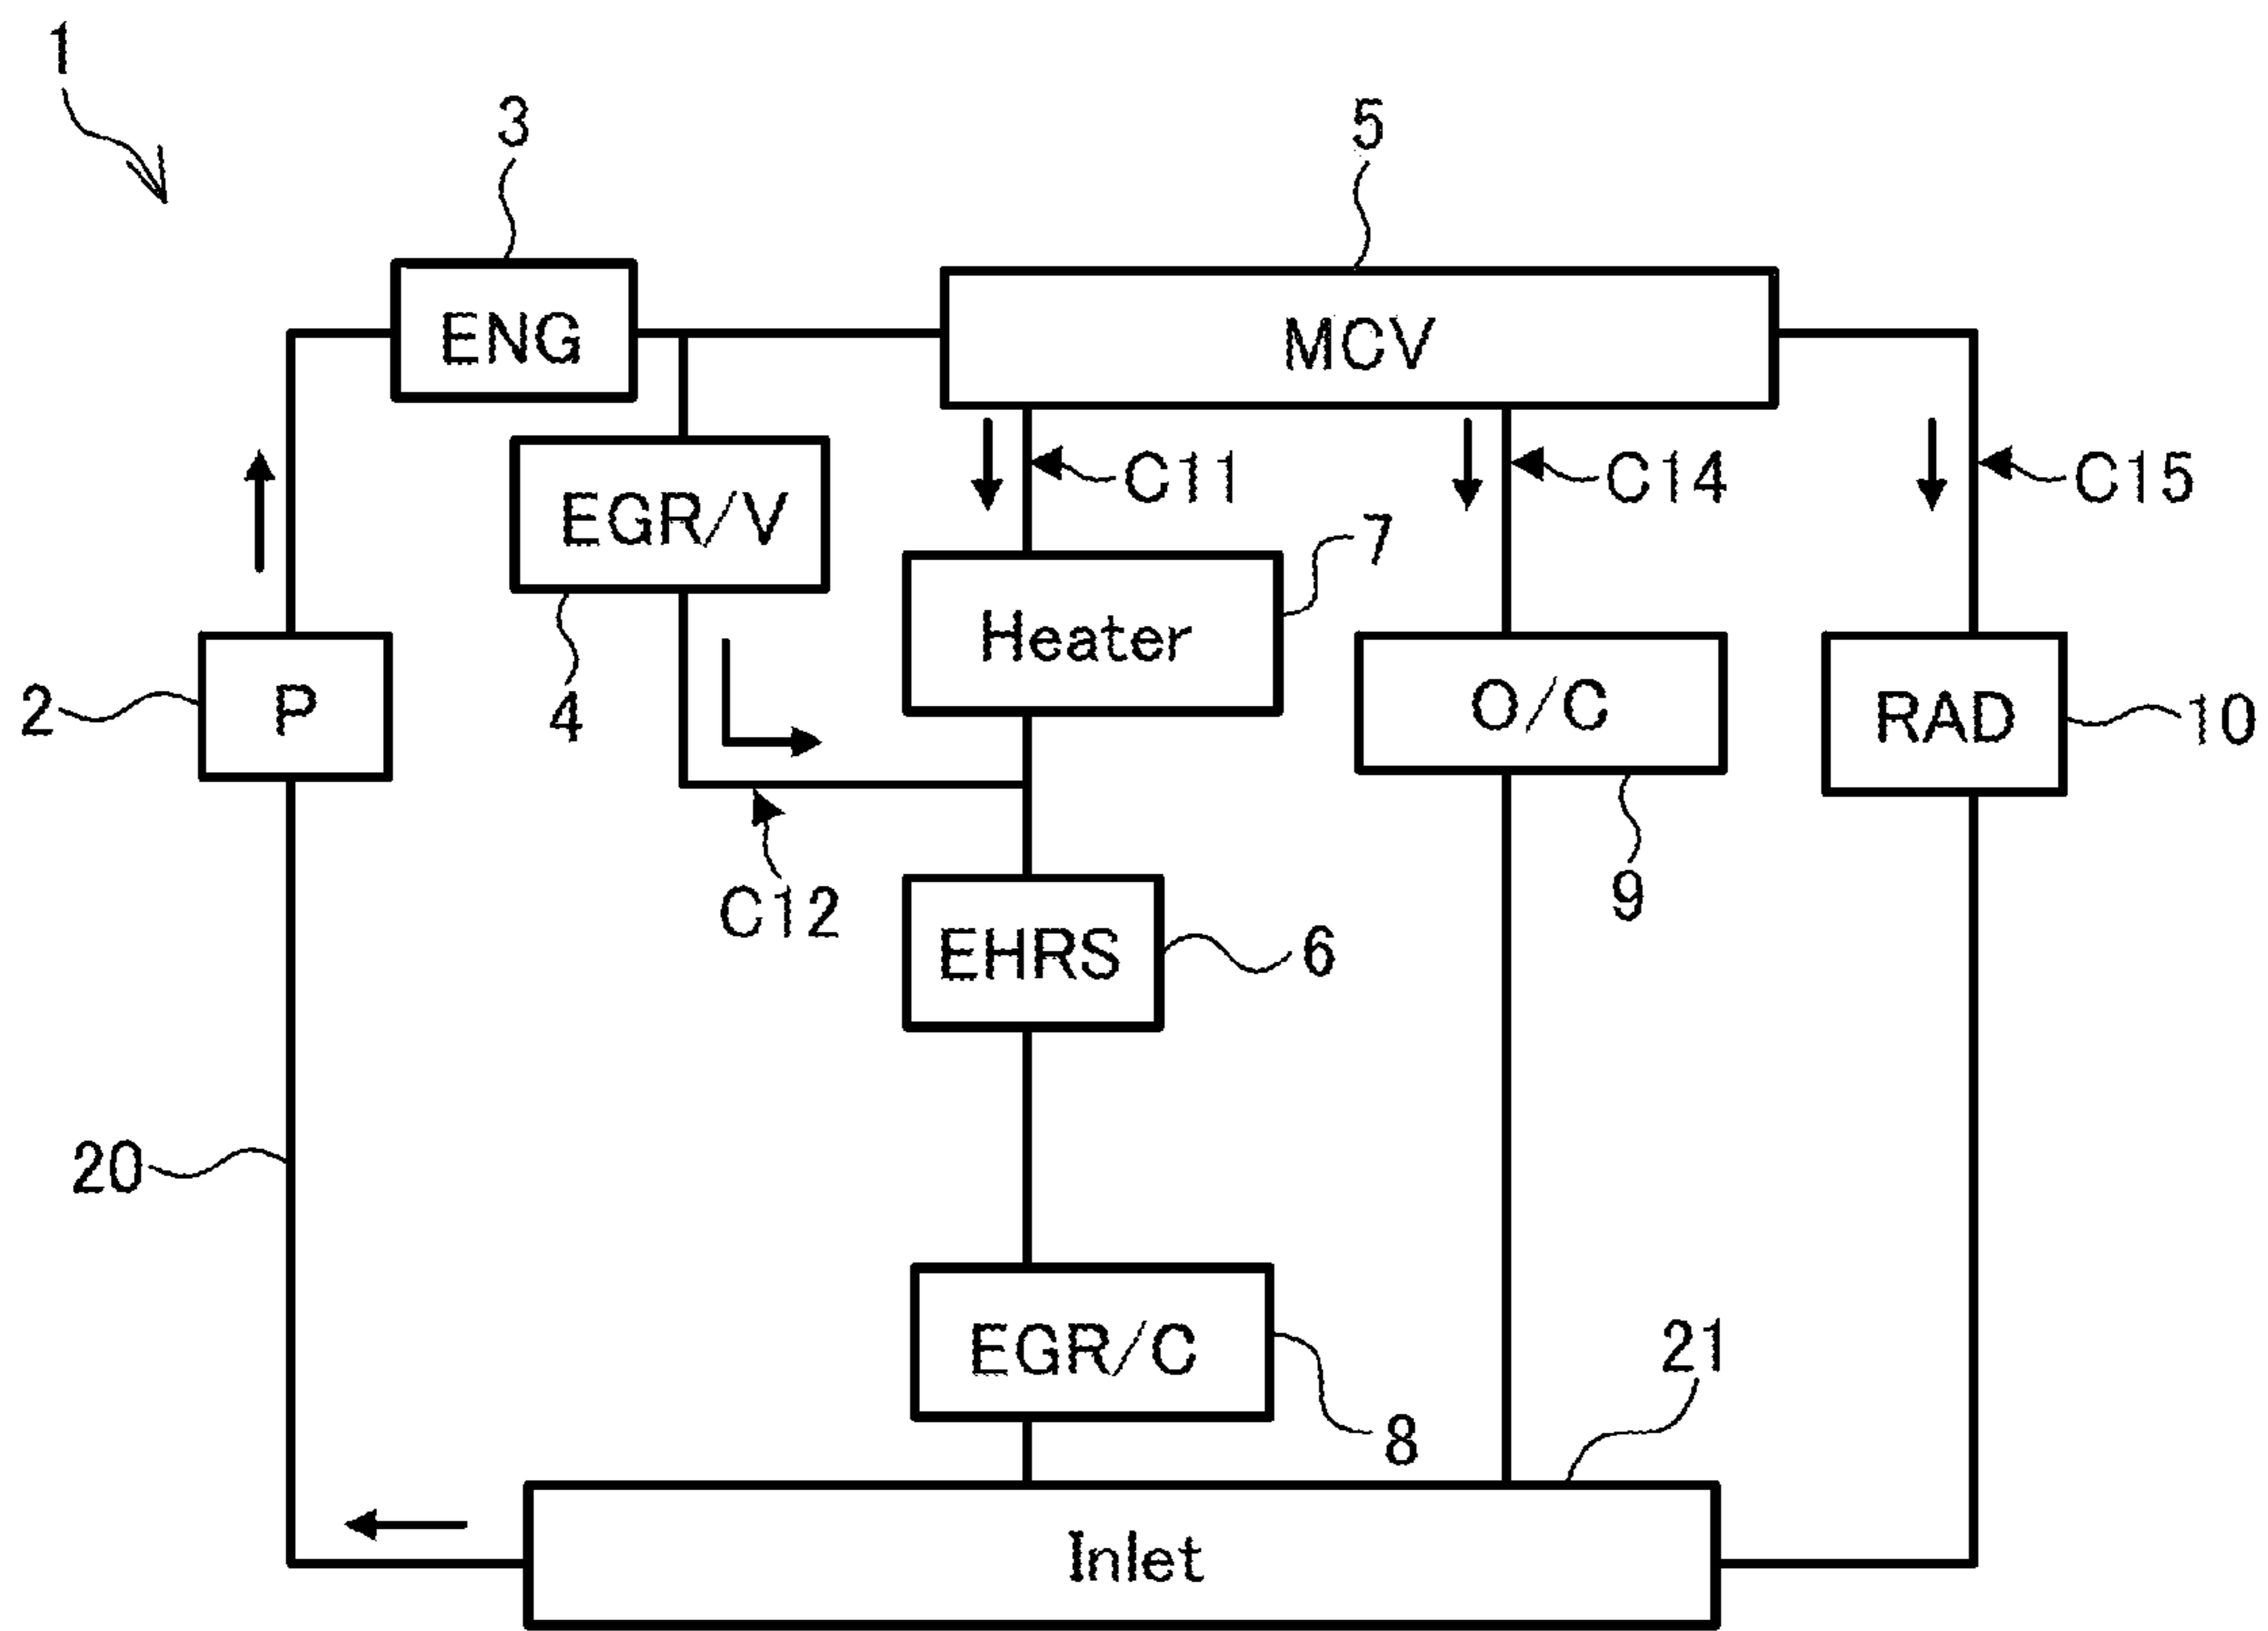 1
3
5
ENG
MCV
C11
C14
C15
EGR/V
7
Heater
2
P
4
O/C
RAD
10
C12
9
EHRS
6
20
EGR/C
21
8
Inlet